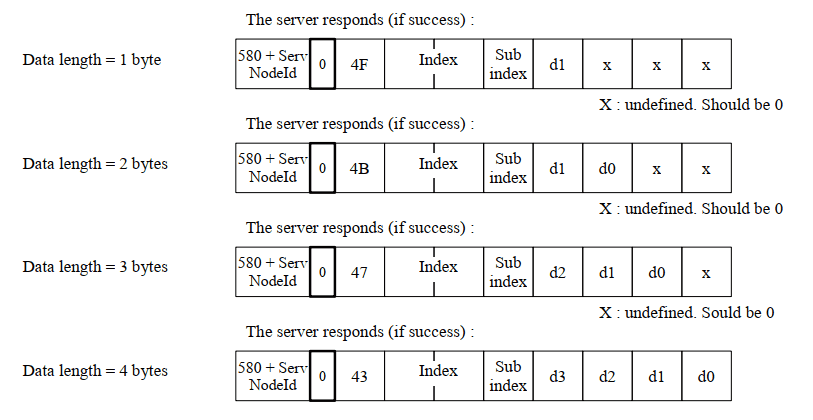 The server responds (if success) :
Data length = 1 byte
580 + Serv
NodeId
0
4F
Index
Sub
index
d1
x
x
x
X : undefined. Should be 0
The server responds (if success) :
Data length = 2 bytes
580 + Serv
NodeId
0
4B
Index
Sub
index
d1
d0
x
x
X : undefined. Should be 0
The server responds (if success) :
Data length = 3 bytes
580 + Serv
NodeId
0
47
Index
Sub
index
d2
d1
d0
x
X : undefined. Sould be 0
The server responds (if success) :
Data length = 4 bytes
580 + Serv
NodeId
0
43
Index
Sub
index
d3
d2
d1
d0